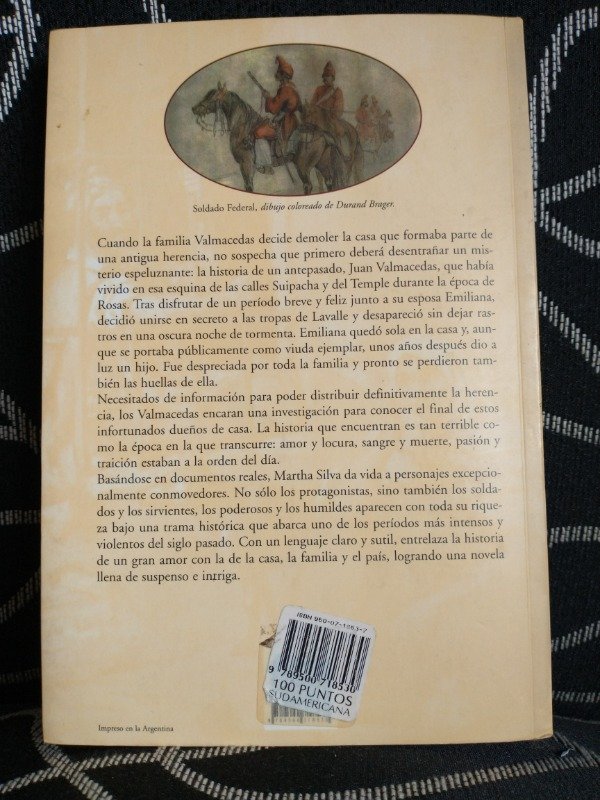 Soldado Federal, dibujo coloreado de Durand Brager.
Cuando la familia Valmacedas decide demoler la casa que formaba parte de
una antigua herencia, no sospecha que primero deberá desentrañar un mis-
terio espeluznante: la historia de un antepasado, Juan Valmacedas, que había
vivido en esa esquina de las calles Suipacha y del Temple durante la época de
Rosas. Tras disfrutar de un período breve y feliz junto a su esposa Emiliana,
decidió unirse en secreto a las tropas de Lavalle y desapareció sin dejar ras-
tros en una oscura noche de tormenta. Emiliana quedó sola en la casa y, aun-
que se portaba públicamente como viuda ejemplar, unos años después dio a
luz un hijo. Fue despreciada por toda la familia y pronto se perdieron tam-
bién las huellas de ella.
Necesitados de información para poder distribuir definitivamente la heren-
cia, los Valmacedas encaran una investigación para conocer el final de estos
infortunados dueños de casa. La historia que encuentran es tan terrible co-
mo la época en la que transcurre: amor y locura, sangre y muerte, pasión y
traición estaban a la orden del día.
Basándose en documentos reales, Martha Silva da vida a personajes excepcio-
nalmente conmovedores. No sólo los protagonistas, sino también los solda-
dos y los sirvientes, los poderosos y los humildes aparecen con toda su rique-
za bajo una trama histórica que abarca uno de los períodos más intensos y
violentos del siglo pasado. Con un lenguaje claro y sutil, entrelaza la historia
de un gran amor con la de la casa, la familia y el país, logrando una novela
llena de suspenso e intriga.
ISBN 950-07-1853-7
9 789500 718530
100 PUNTOS
SUDAMERICANA
Impreso en la Argentina